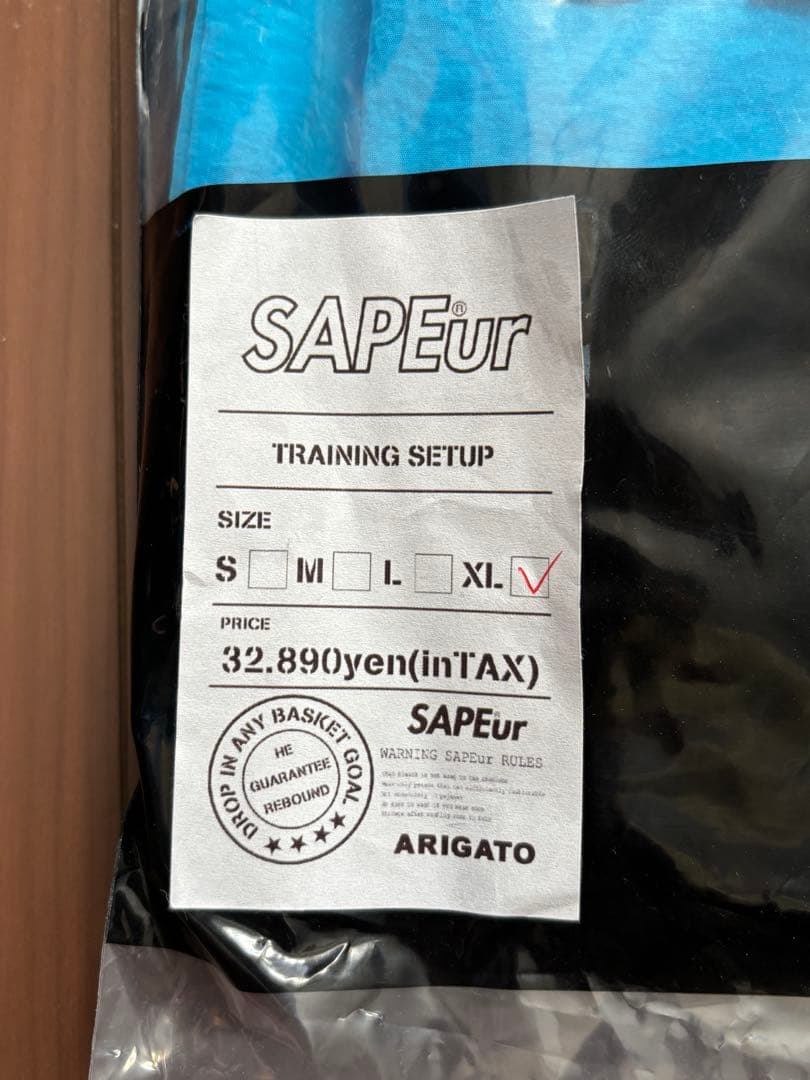 SAPEur®
TRAINING SETUP
SIZE
S M L XL ✓
PRICE
32.890yen(inTAX)
DROP IN ANY BASKET GOAL
★★★★
HE
GUARANTEE
REBOUND
SAPEur
WARNING SAPEur RULES
ARIGATO